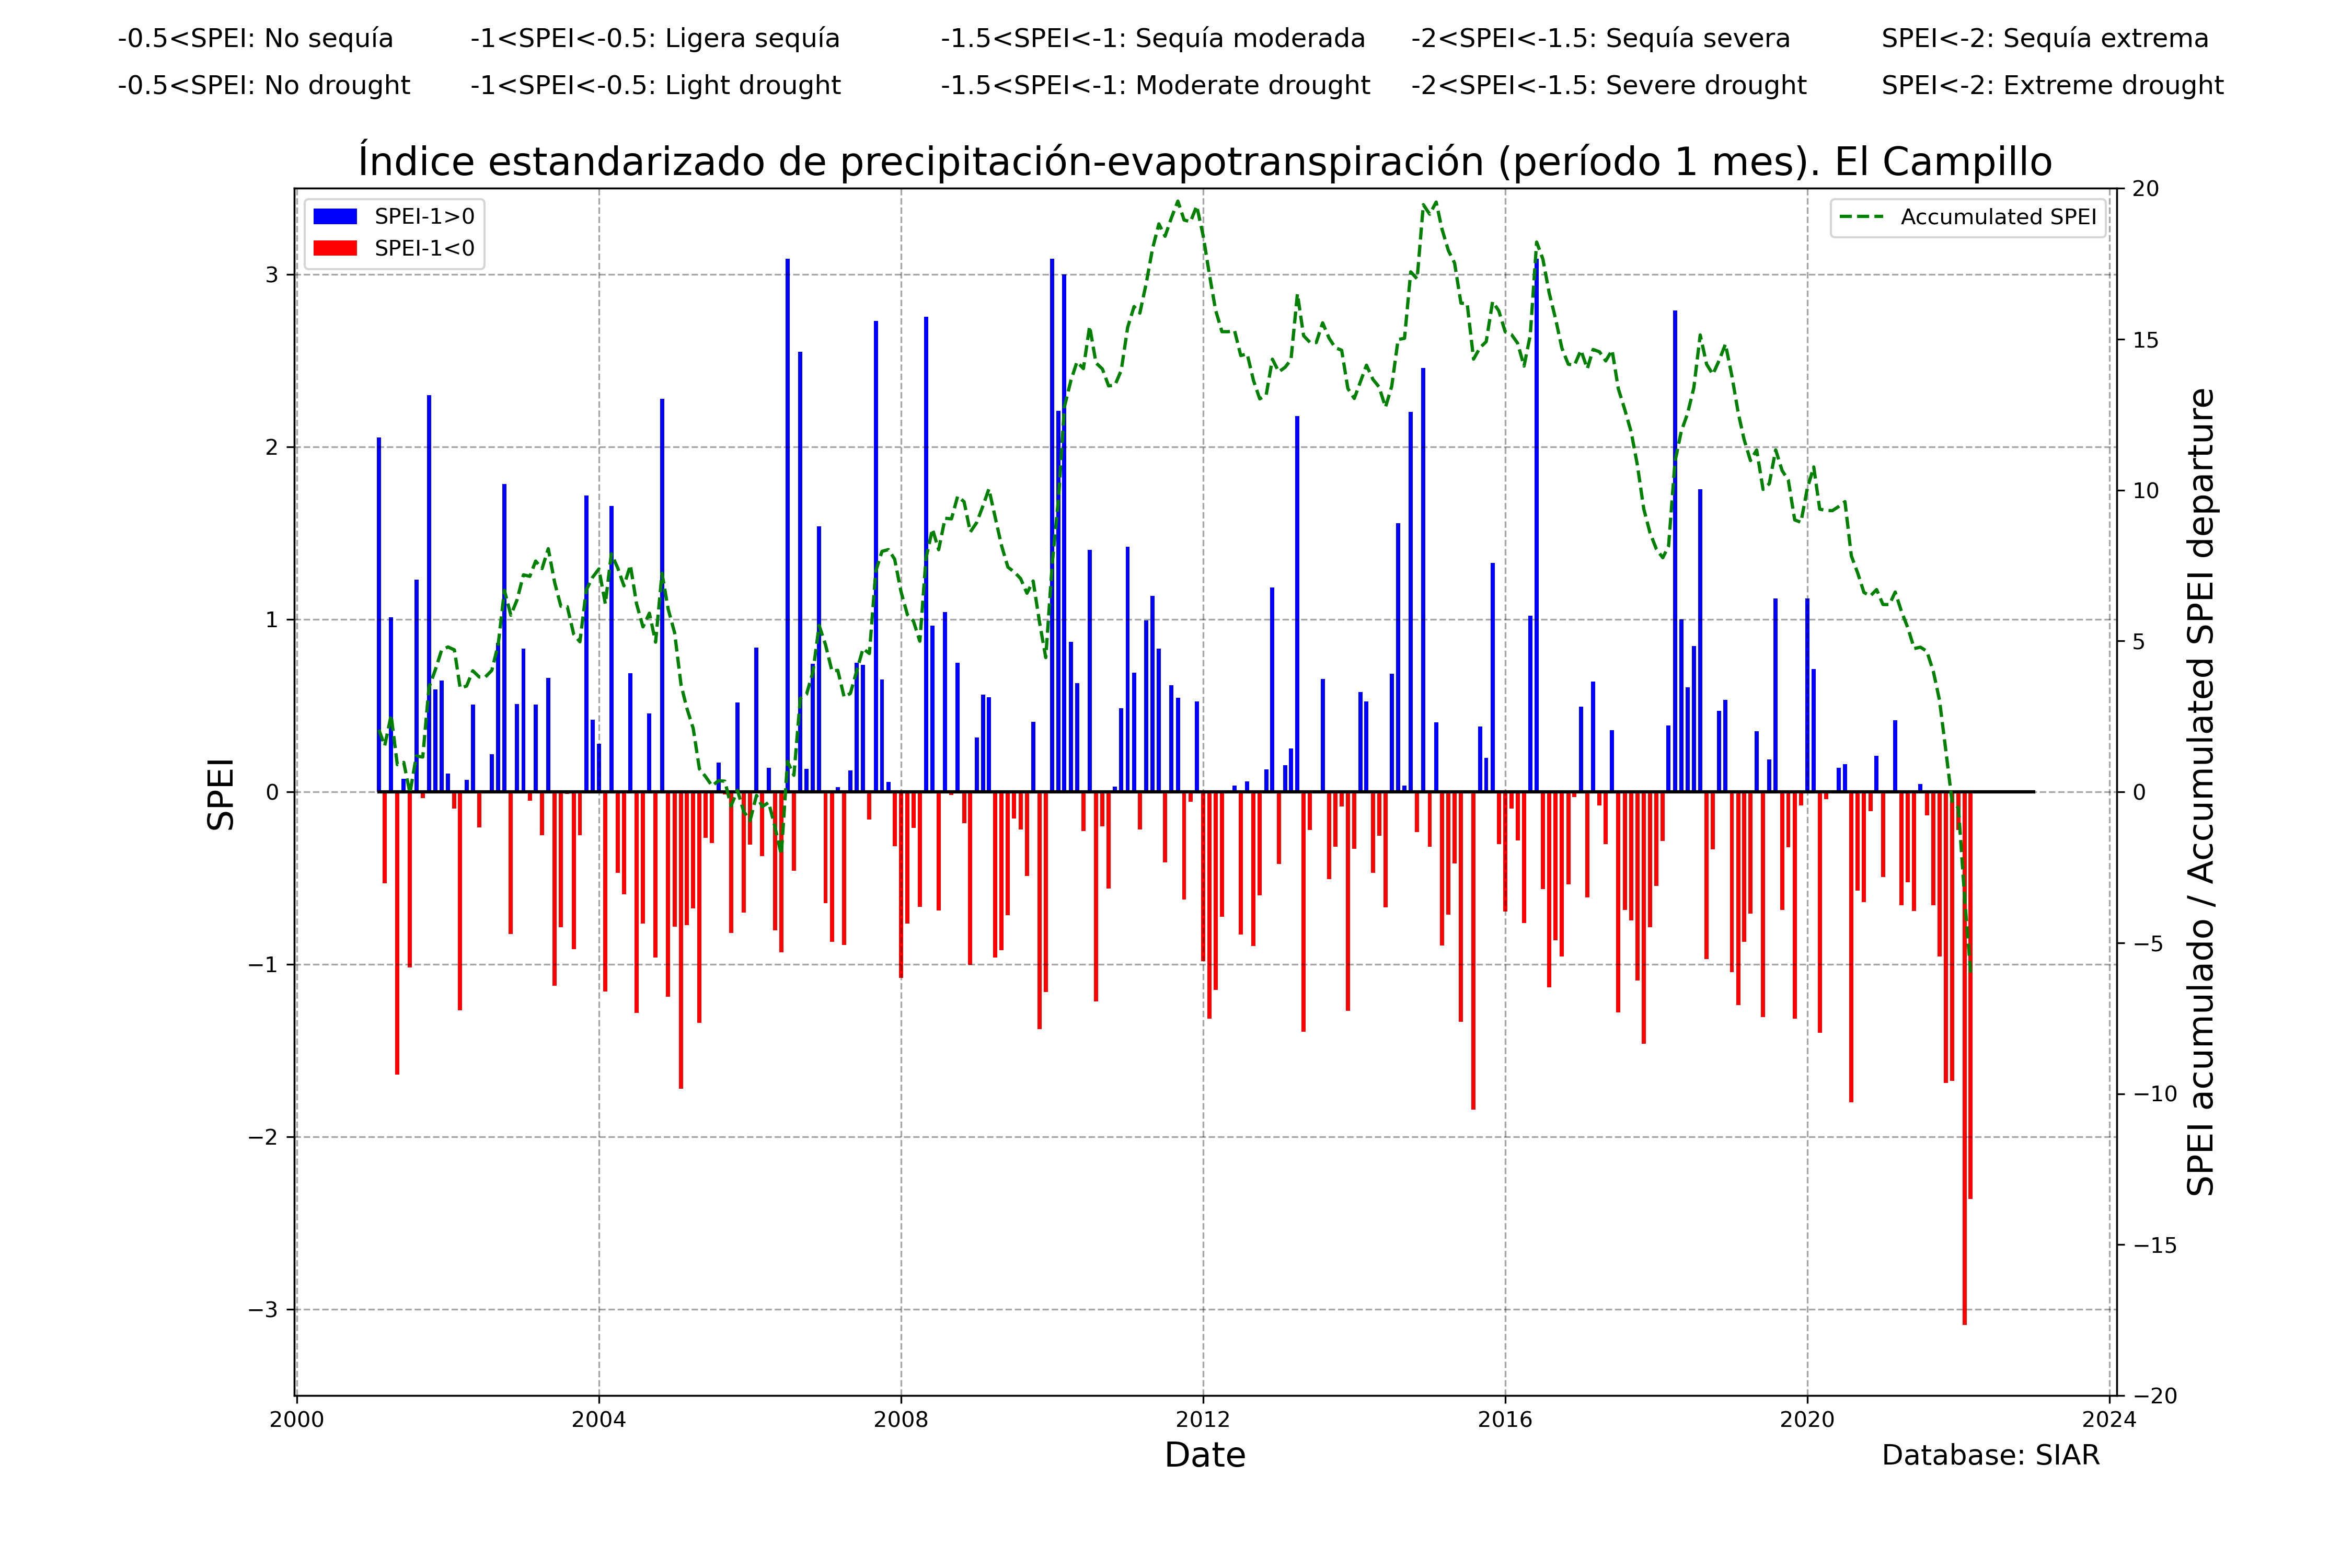 -0.5<SPEI: No sequía -1<SPEI<-0.5: Ligera sequía -1.5<SPEI<-1: Sequía moderada -2<SPEI<-1.5: Sequía severa SPEI<-2: Sequía extrema
-0.5<SPEI: No drought -1<SPEI<-0.5: Light drought -1.5<SPEI<-1: Moderate drought -2<SPEI<-1.5: Severe drought SPEI<-2: Extreme drought
Índice estandarizado de precipitación-evapotranspiración (período 1 mes). El Campillo
SPEI-1>0
SPEI-1<0
Accumulated SPEI
SPEI
3
2
1
0
−1
−2
−3
20
15
10
5
0
−5
−10
−15
−20
SPEI acumulado / Accumulated SPEI departure
2000 2004 2008 2012 2016 2020 2024
Date
Database: SIAR